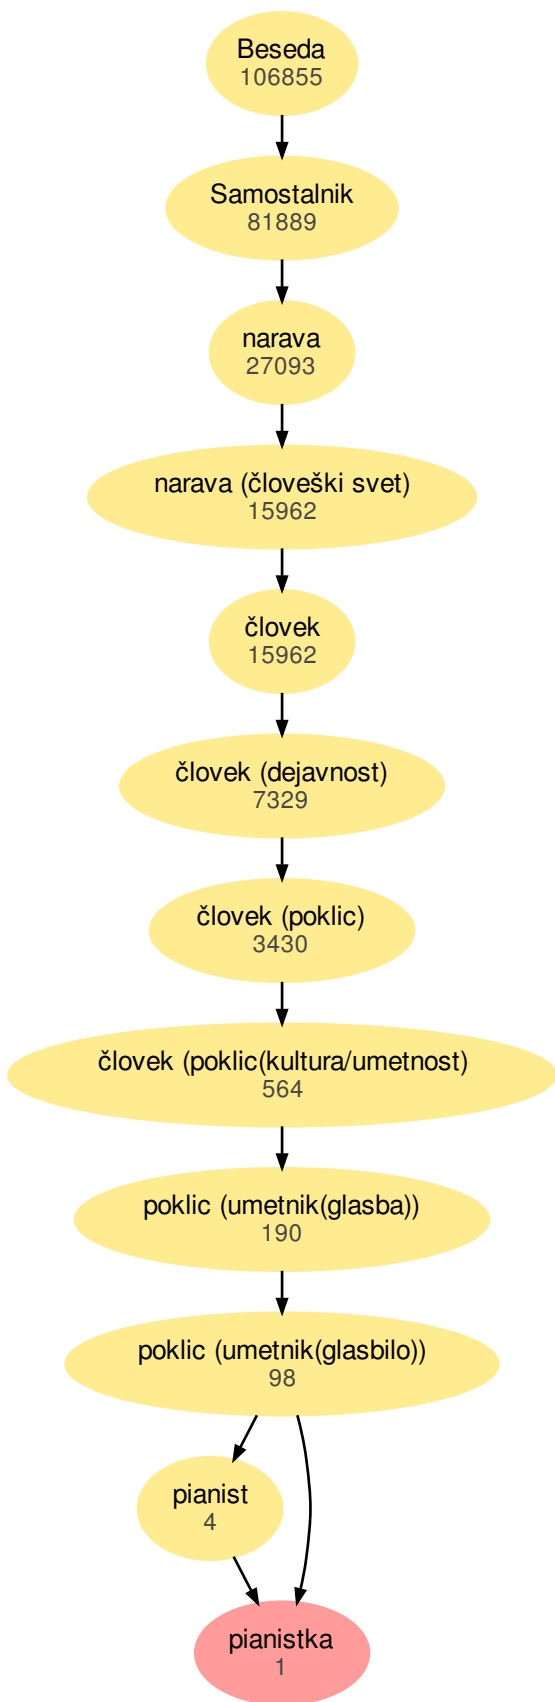 Beseda
106855
Samostalnik
81889
narava
27093
narava (človeški svet)
15962
človek
15962
človek (dejavnost)
7329
človek (poklic)
3430
človek (poklic(kultura/umetnost)
564
poklic (umetnik(glasba))
190
poklic (umetnik(glasbilo))
98
pianist
4
pianistka
1